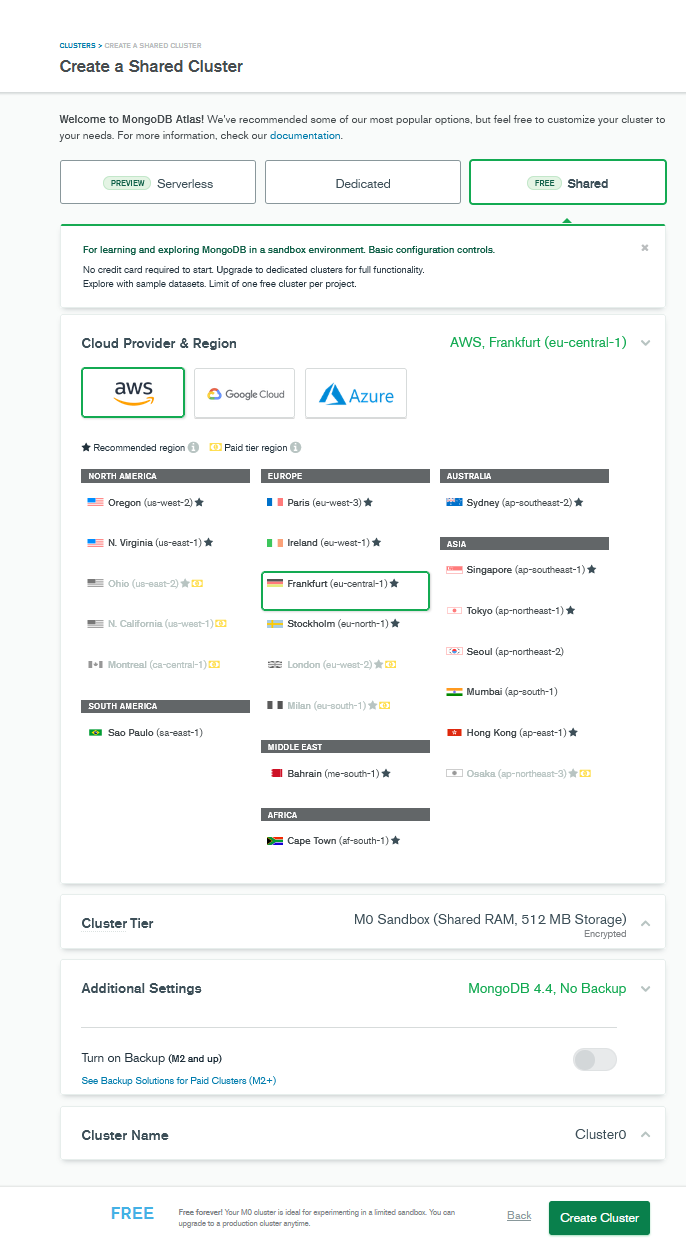 CLUSTERS > CREATE A SHARED CLUSTER
Create a Shared Cluster
Welcome to MongoDB Atlas! We've recommended some of our most popular options, but feel free to customize your cluster to
your needs. For more information, check our documentation.
PREVIEW Serverless
Dedicated
FREE Shared
For learning and exploring MongoDB in a sandbox environment. Basic configuration controls.
No credit card required to start. Upgrade to dedicated clusters for full functionality.
Explore with sample datasets. Limit of one free cluster per project.
Cloud Provider & Region
AWS, Frankfurt (eu-central-1)
aws
Google Cloud
Azure
Recommended region
Paid tier region
NORTH AMERICA
Oregon (us-west-2)
N. Virginia (us-east-1)
Ohio (us-east-2)
N. California (us-west-1)
Montreal (ca-central-1)
SOUTH AMERICA
Sao Paulo (sa-east-1)
EUROPE
Paris (eu-west-3)
Ireland (eu-west-1)
Frankfurt (eu-central-1)
Stockholm (eu-north-1)
London (eu-west-2)
Milan (eu-south-1)
MIDDLE EAST
Bahrain (me-south-1)
AFRICA
Cape Town (af-south-1)
AUSTRALIA
Sydney (ap-southeast-2)
ASIA
Singapore (ap-southeast-1)
Tokyo (ap-northeast-1)
Seoul (ap-northeast-2)
Mumbai (ap-south-1)
Hong Kong (ap-east-1)
Osaka (ap-northeast-3)
Cluster Tier
M0 Sandbox (Shared RAM, 512 MB Storage)
Encrypted
Additional Settings
MongoDB 4.4, No Backup
Turn on Backup (M2 and up)
See Backup Solutions for Paid Clusters (M2+)
Cluster Name
Cluster0
FREE
Free forever! Your M0 cluster is ideal for experimenting in a limited sandbox. You can
upgrade to a production cluster anytime.
Back
Create Cluster